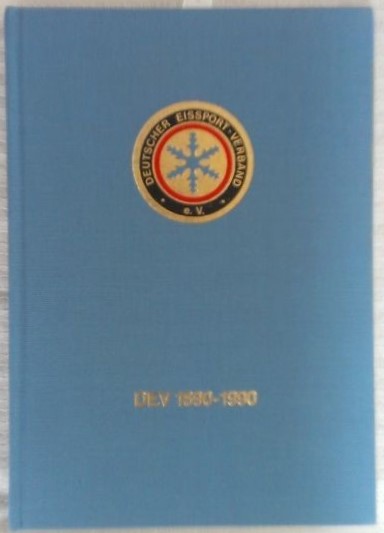 DEUTSCHER EISSPORT-VERBAND
e.V.
DEV 1890-1990